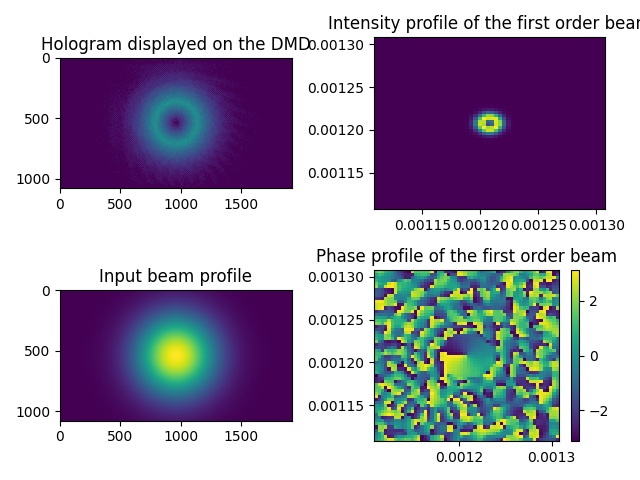 Hologram displayed on the DMD
0
500
1000
0 500 1000 1500
Intensity profile of the first order bear
0.00130
0.00125
0.00120
0.00115
0.00115 0.00120 0.00125 0.00130
Input beam profile
0
500
1000
0 500 1000 1500
Phase profile of the first order beam
0.00130
0.00125
0.00120
0.00115
0.0012 0.0013
2
0
−2